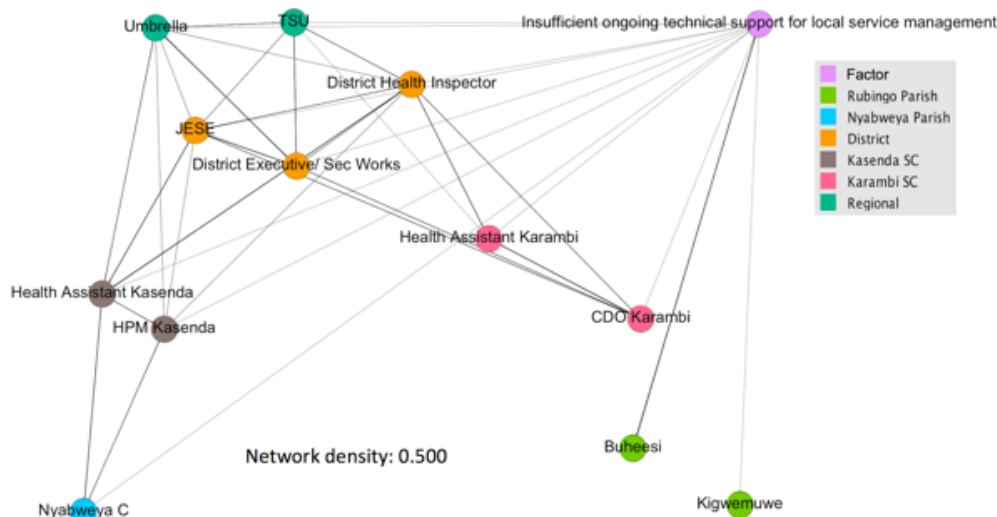 Umbrella
TSU
Insufficient ongoing technical support for local service management
District Health Inspector
JESE
District Executive/ Sec Works
Health Assistant Karambi
Health Assistant Kasenda
HPM Kasenda
CDO Karambi
Buheesi
Kigwemuwe
Nyabweya C
Network density: 0.500
Factor
Rubingo Parish
Nyabweya Parish
District
Kasenda SC
Karambi SC
Regional